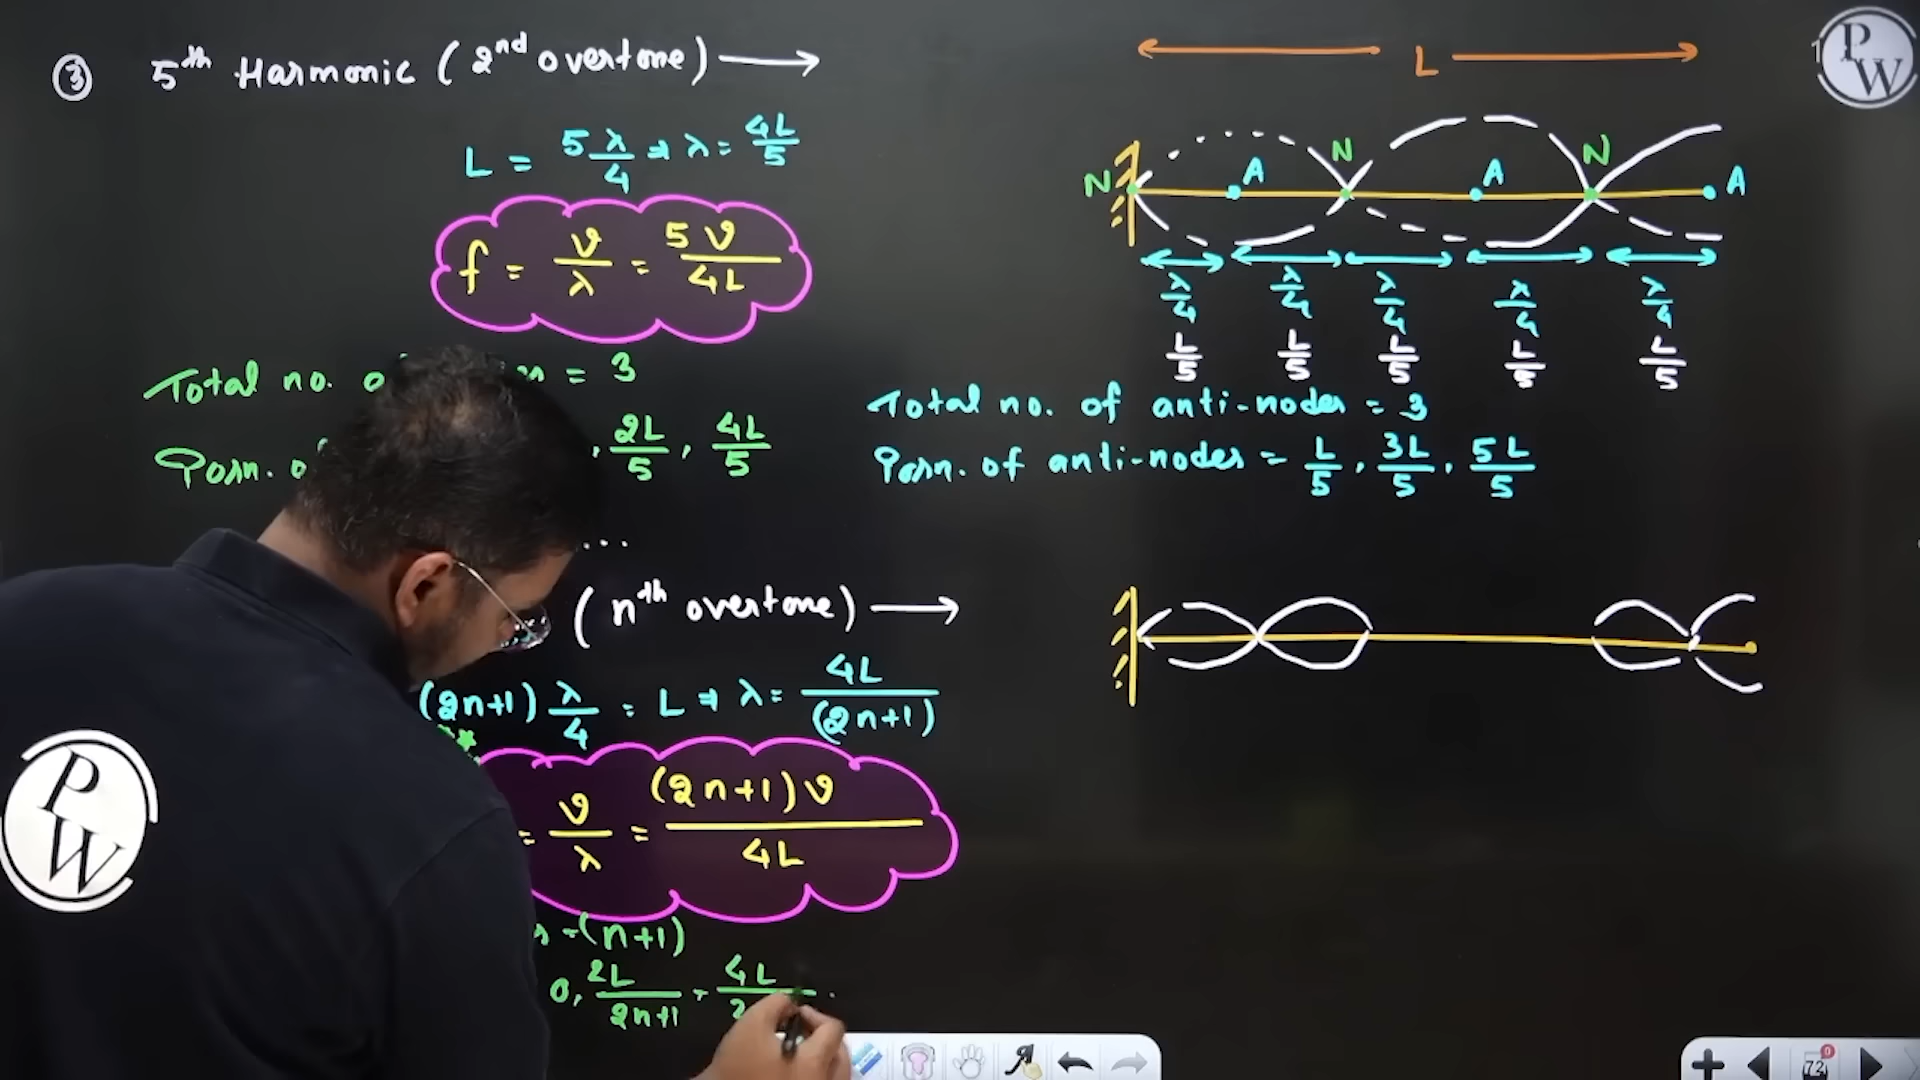 ③ 5th Harmonic (2nd overtone) →
L = 5λ/4 ⇒ λ = 4L/5
f = v/λ = 5v/4L
Total no. = 3
Posn. , 2L/5, 4L/5
...
(nth overtone) →
(2n+1) λ/4 = L ⇒ λ = 4L/(2n+1)
= v/λ = (2n+1)v/4L
= (n+1)
0, 2L/2n+1, 4L
L
N A N A N A
λ/4 λ/4 λ/4 λ/4 λ/4
L/5 L/5 L/5 L/5 L/5
Total no. of anti-nodes = 3
Posn. of anti-nodes = L/5, 3L/5, 5L/5
PW
PW
72